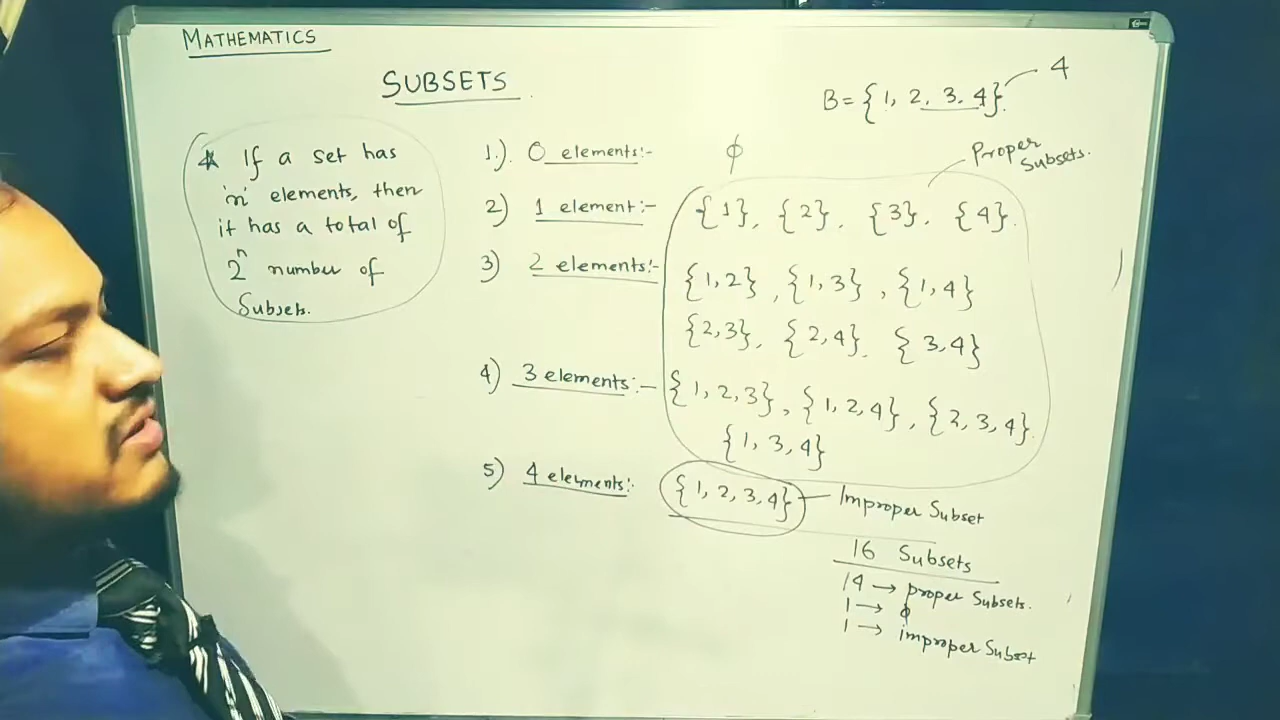 MATHEMATICS
SUBSETS
B = {1, 2, 3, 4} 4
* If a set has
'n' elements, then
it has a total of
2ⁿ number of
Subsets.
1.). 0 elements:- ϕ
Proper
Subsets.
2) 1 element:- {1}, {2}, {3}, {4}.
3) 2 elements:- {1,2}, {1,3}, {1,4}
{2,3}, {2,4}. {3,4}
4) 3 elements:- {1,2,3}, {1,2,4}, {2,3,4}.
{1,3,4}
5) 4 elements:- {1,2,3,4} — Improper Subset
16 Subsets
14 → proper Subsets.
1 → ϕ
1 → improper Subset